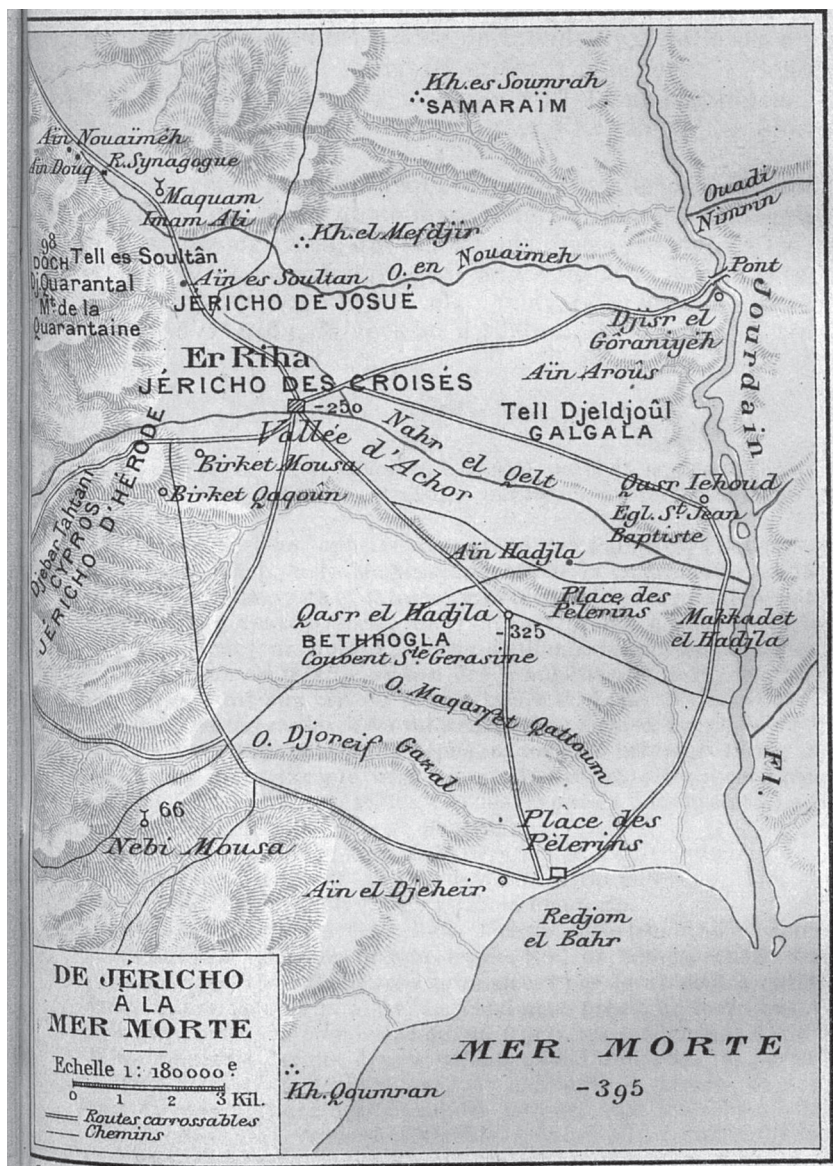 Kh. es Soumrah
SAMARAÏM
Aïn Nouaïméh
Aïn Douq
R. Synagogue
Maquam
Imam Ali
Ouadi
Nimrin
Kh. el Mefdjir
O. en Nouaïmeh
Pont
98
DOCH
Dj. Quarantal
Mt. de la
Quarantaine
Tell es Soultân
Aïn es Soultan
JÉRICHO DE JOSUÉ
Djisr el
Gôraniyéh
Jourdain
Er Riha
JÉRICHO DES CROISÉS
-250
Aïn Aroûs
Tell Djeldjoûl
GALGALA
Vallée
d'Achor
Nahr el Qelt
Birket Mousa
Birket Qaqoûn
Djebar Tahtani
CYPROS
JÉRICHO D'HÉRODE
Qasr Iehoud
Egl. St. Jean
Baptiste
Aïn Hadjla
Place des
Pèlerins
Makkadet
el Hadjla
Qasr el Hadjla
-325
BETHHOGLA
Couvent Ste. Gerasime
O. Maqarfet Qattoum
O. Djoreif Gazal
Fl.
66
Nebi Mousa
Place des
Pèlerins
Aïn el Djeheir
Redjom
el Bahr
MER MORTE
-395
Kh. Qoumran
DE JÉRICHO
À LA
MER MORTE
Echelle 1: 180000e.
0 1 2 3 Kil.
Routes carrossables
Chemins